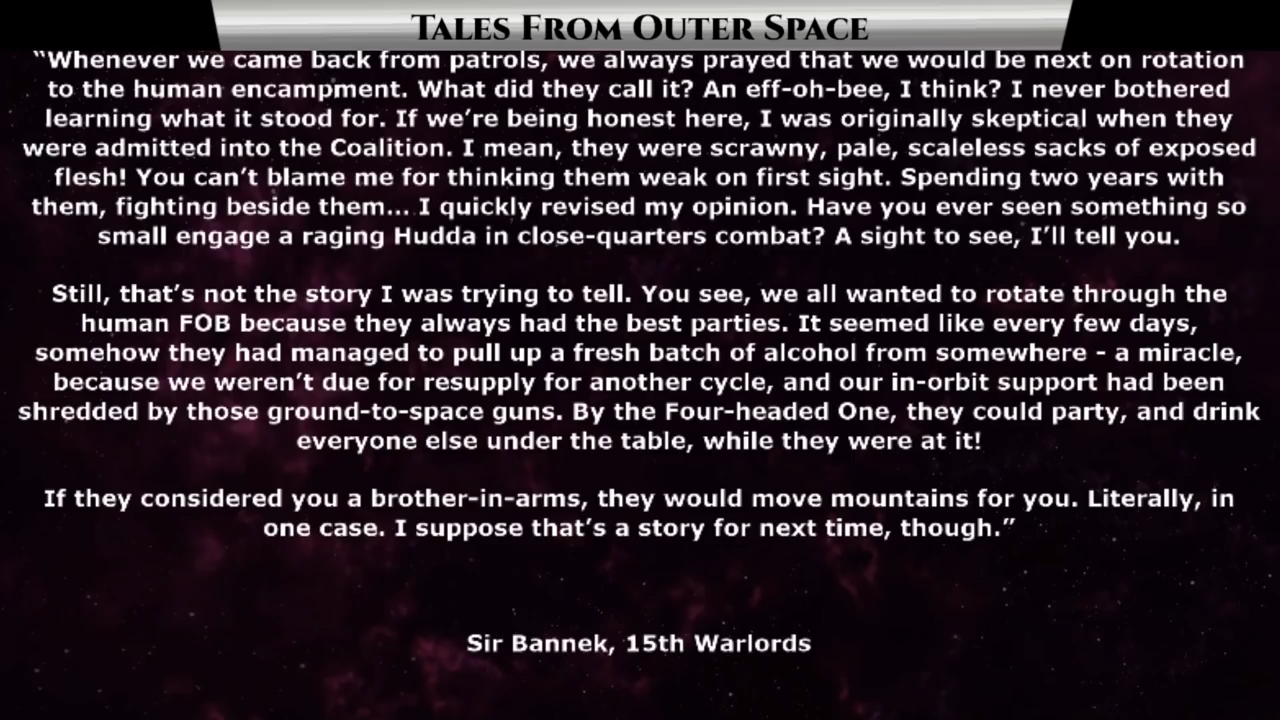 Tales From Outer Space
“Whenever we came back from patrols, we always prayed that we would be next on rotation
to the human encampment. What did they call it? An eff-oh-bee, I think? I never bothered
learning what it stood for. If we’re being honest here, I was originally skeptical when they
were admitted into the Coalition. I mean, they were scrawny, pale, scaleless sacks of exposed
flesh! You can’t blame me for thinking them weak on first sight. Spending two years with
them, fighting beside them... I quickly revised my opinion. Have you ever seen something so
small engage a raging Hudda in close-quarters combat? A sight to see, I’ll tell you.
Still, that’s not the story I was trying to tell. You see, we all wanted to rotate through the
human FOB because they always had the best parties. It seemed like every few days,
somehow they had managed to pull up a fresh batch of alcohol from somewhere - a miracle,
because we weren’t due for resupply for another cycle, and our in-orbit support had been
shredded by those ground-to-space guns. By the Four-headed One, they could party, and drink
everyone else under the table, while they were at it!
If they considered you a brother-in-arms, they would move mountains for you. Literally, in
one case. I suppose that’s a story for next time, though.”
Sir Bannek, 15th Warlords